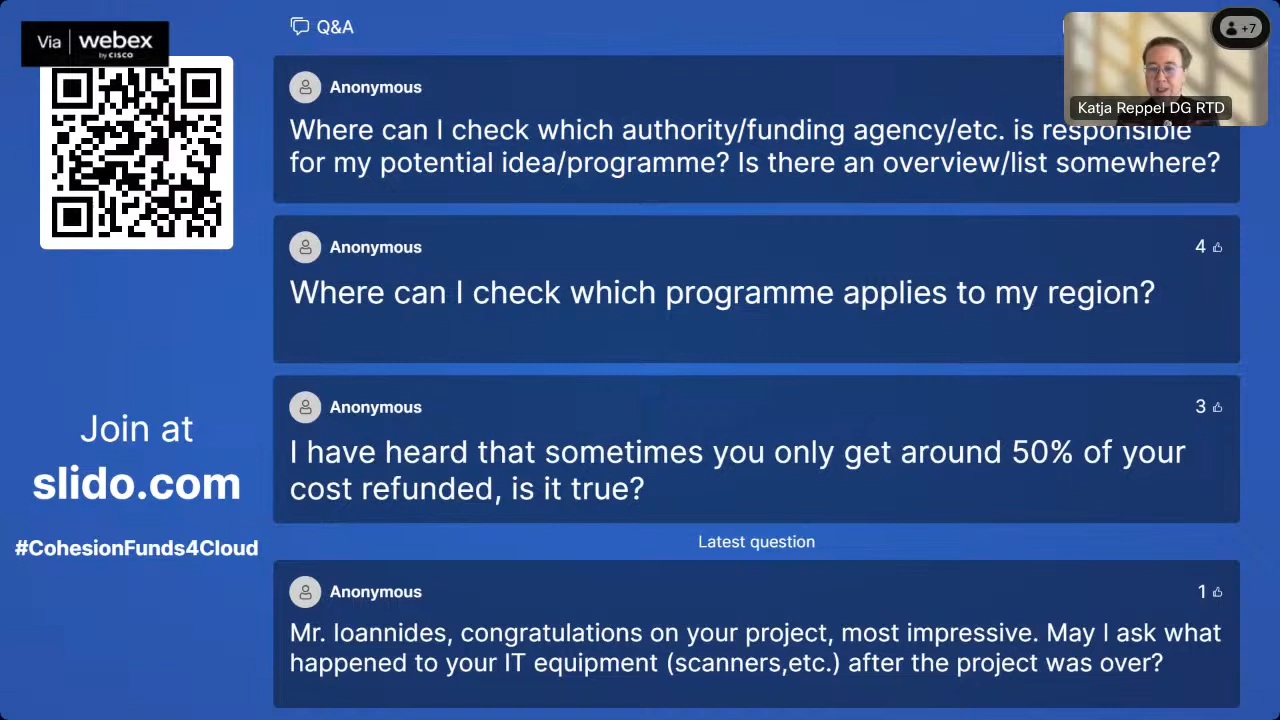 Via webex
by CISCO
Q&A
+7
Katja Reppel DG RTD
Anonymous
Where can I check which authority/funding agency/etc. is responsible
for my potential idea/programme? Is there an overview/list somewhere?
Anonymous
4
Where can I check which programme applies to my region?
Anonymous
3
I have heard that sometimes you only get around 50% of your
cost refunded, is it true?
Join at
slido.com
#CohesionFunds4Cloud
Latest question
Anonymous
1
Mr. Ioannides, congratulations on your project, most impressive. May I ask what
happened to your IT equipment (scanners,etc.) after the project was over?